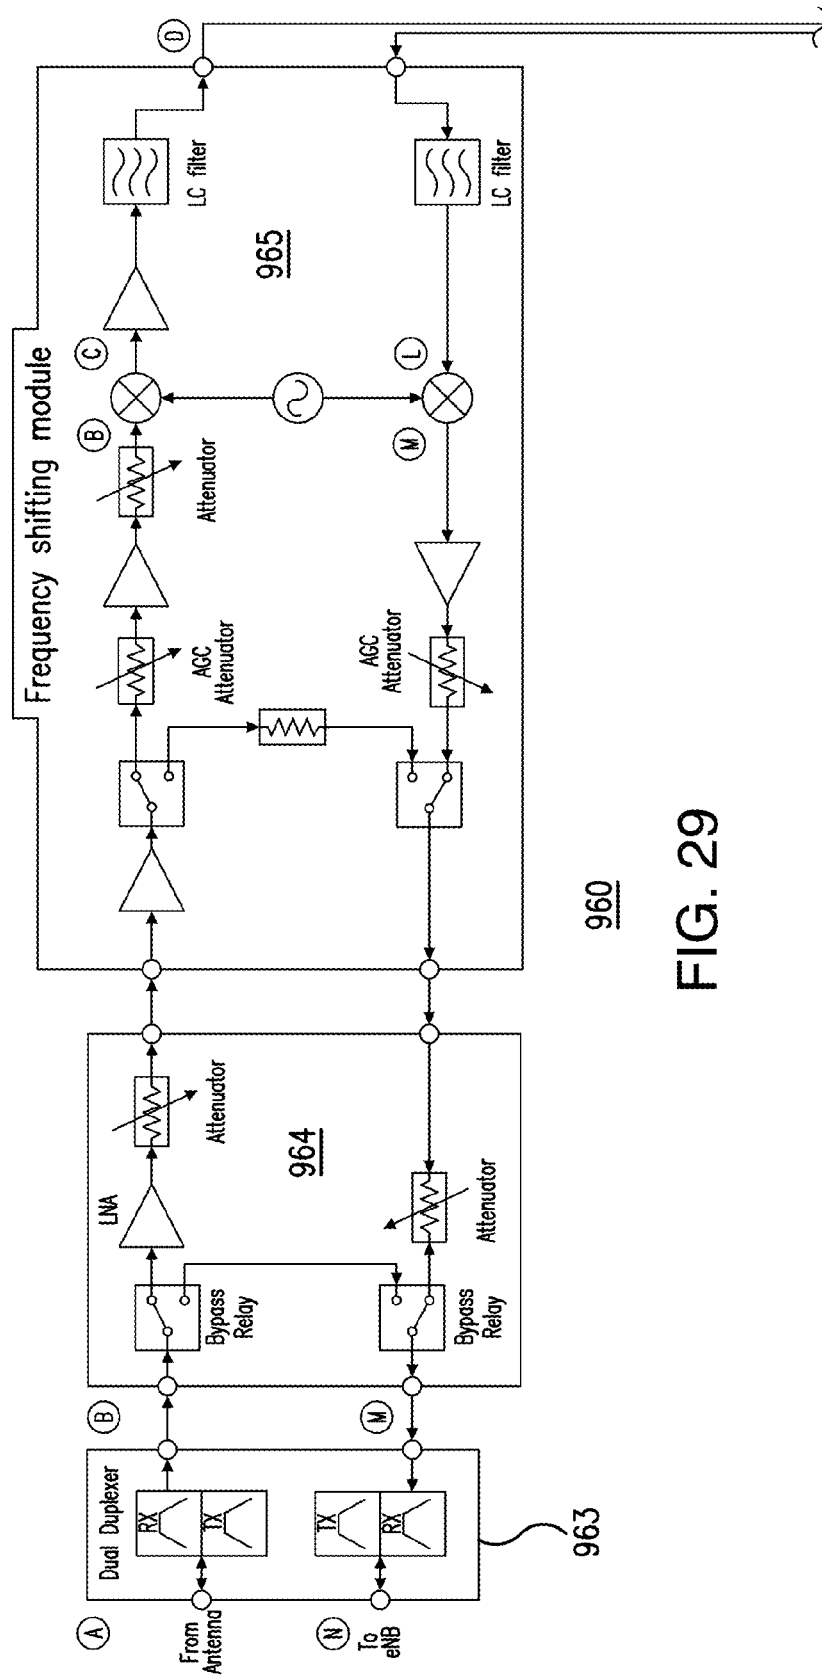 Dual Duplexer
A
From
Antenna
RX
TX
N
To
eNB
TX
RX
963
B
M
Bypass
Relay
LNA
Attenuator
964
Bypass
Relay
Attenuator
Frequency shifting module
AGC
Attenuator
Attenuator
B
C
LC filter
D
965
AGC
Attenuator
M
L
LC filter
960
FIG. 29